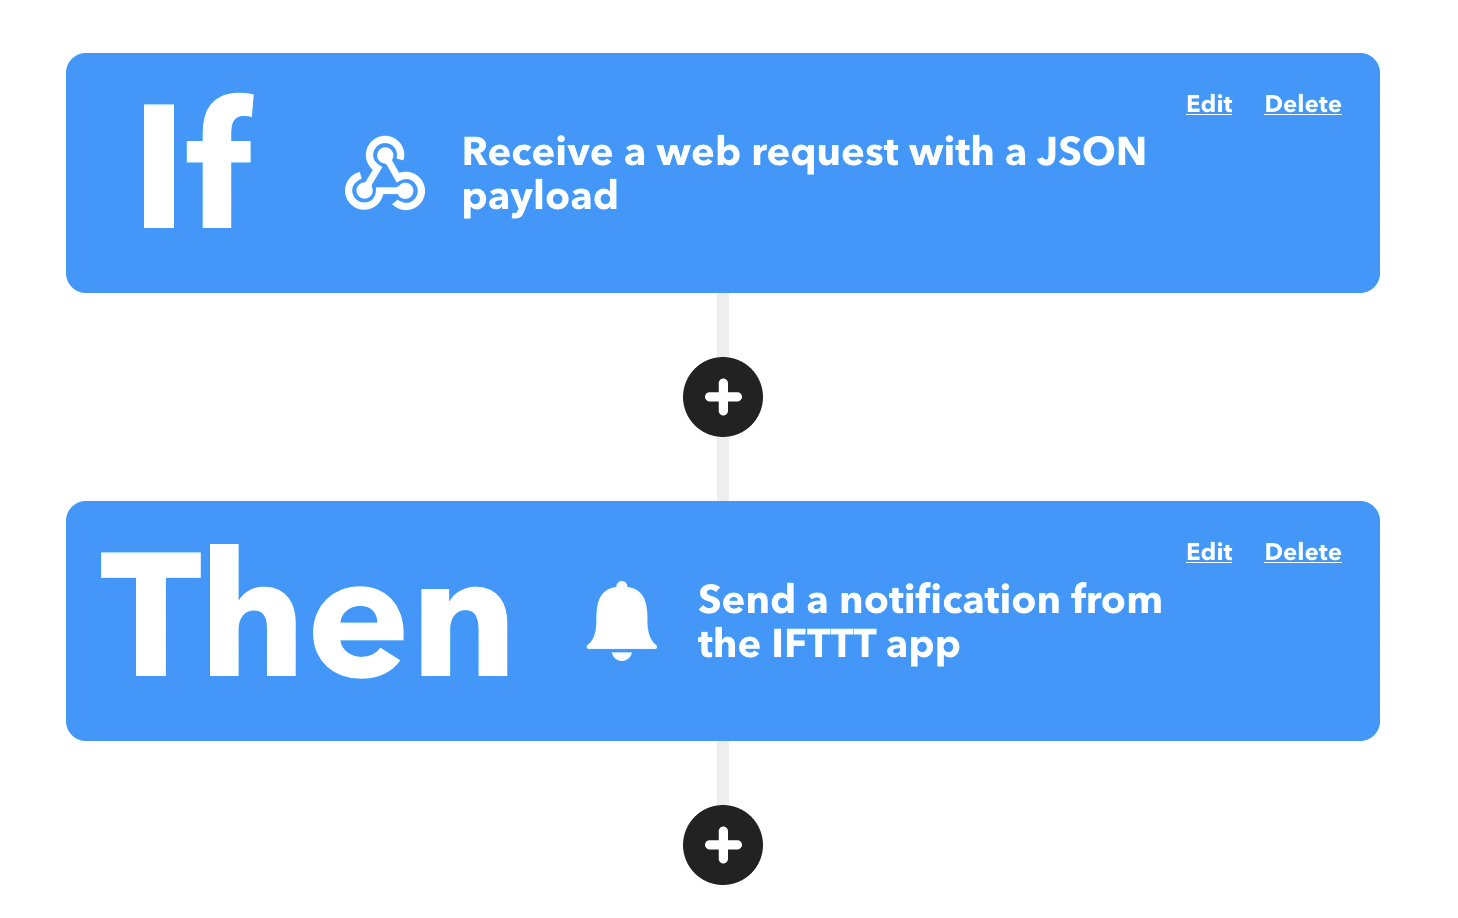 If
Edit Delete
Receive a web request with a JSON
payload
Then
Edit Delete
Send a notification from
the IFTTT app